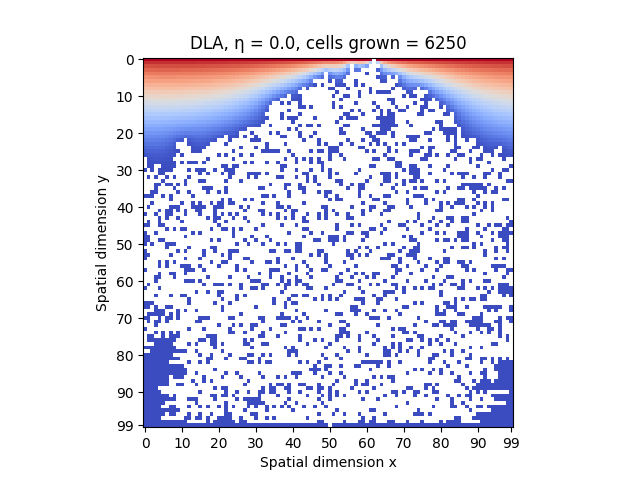 DLA, η = 0.0, cells grown = 6250
0
10
20
30
40
50
60
70
80
90
99
Spatial dimension y
0 10 20 30 40 50 60 70 80 90 99
Spatial dimension x